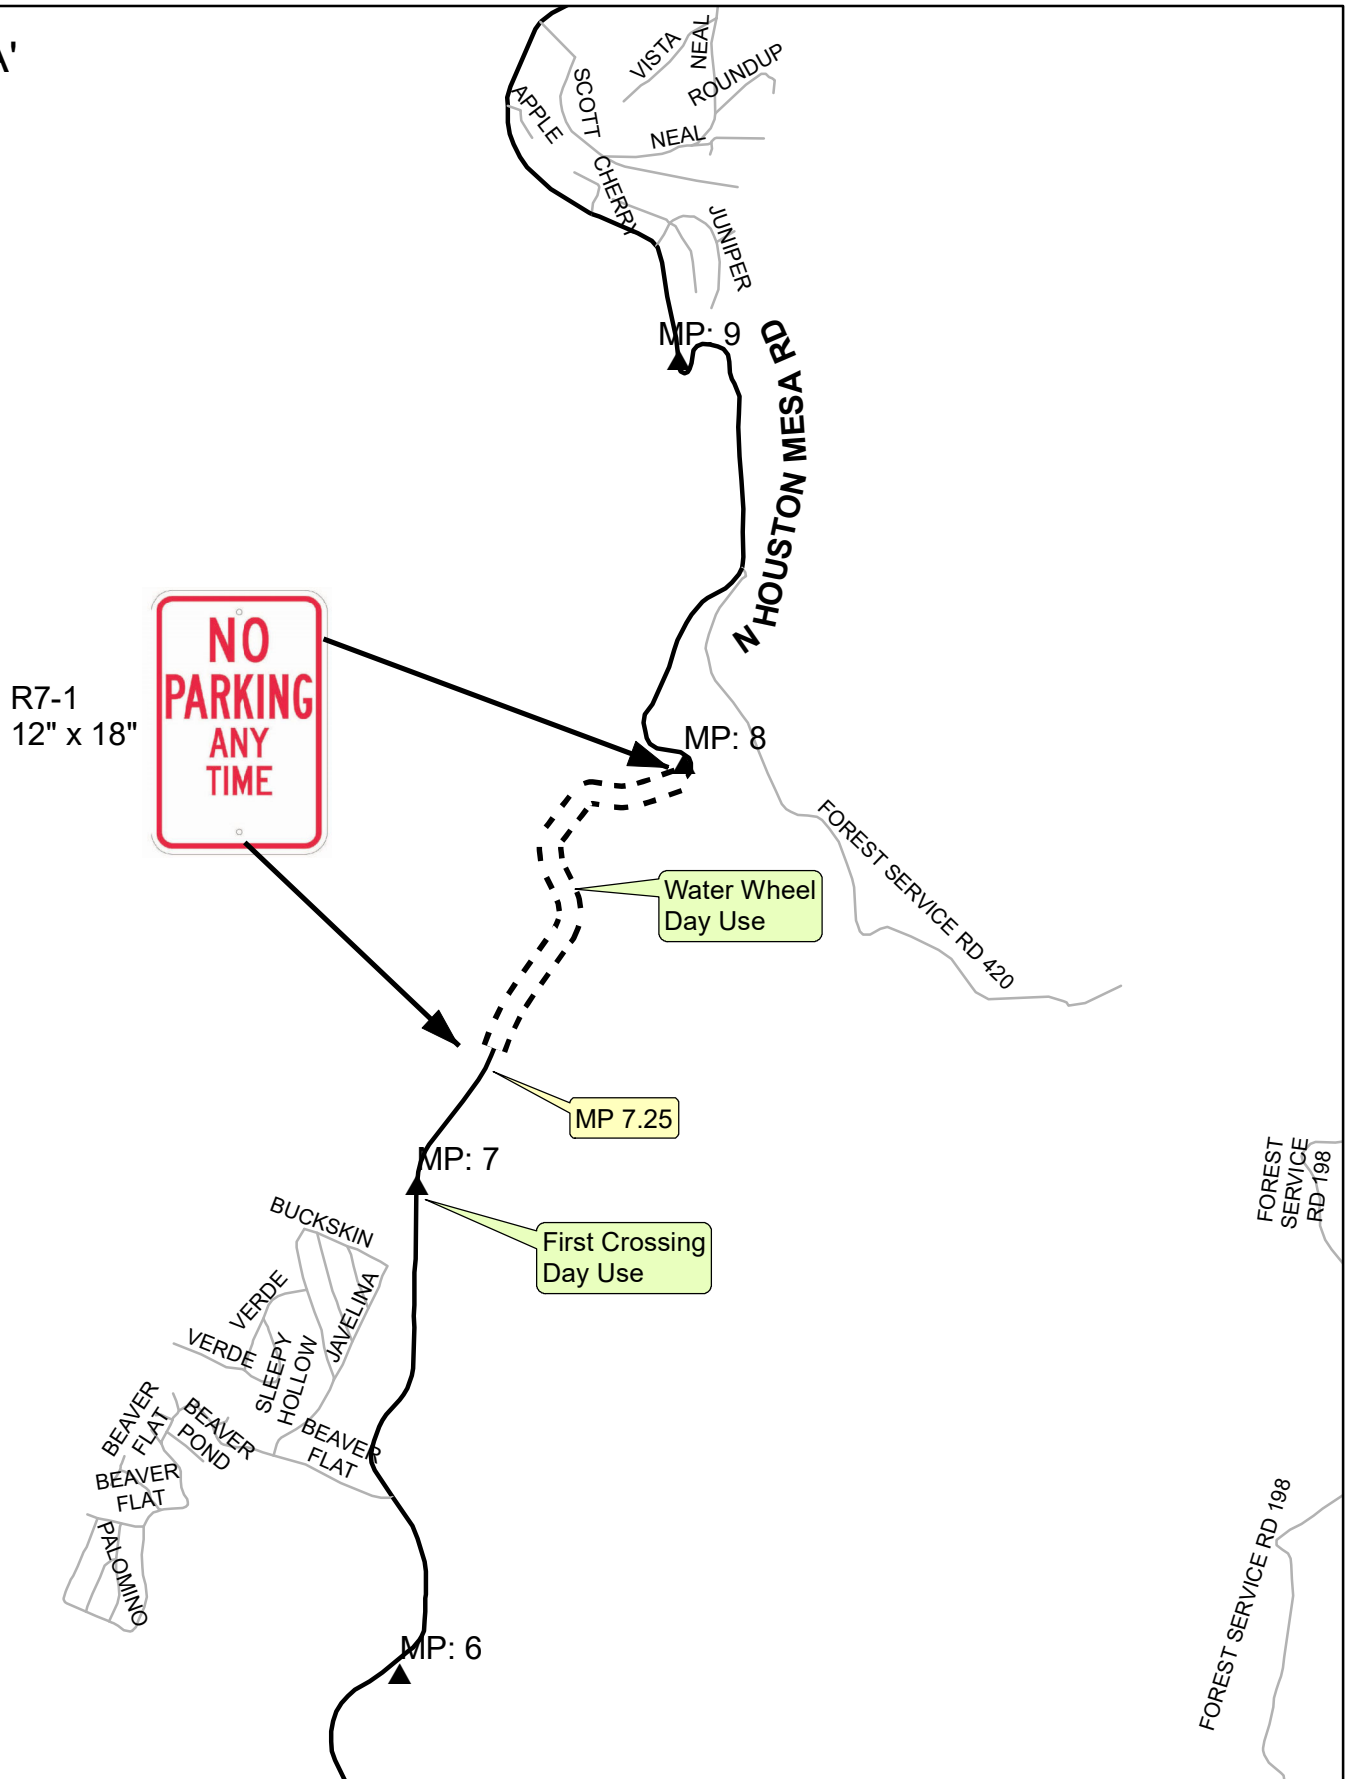 A'
VISTA
NEAL
ROUNDUP
SCOTT
APPLE
NEAL
CHERRY
JUNIPER
MP: 9
N HOUSTON MESA RD
NO
PARKING
ANY
TIME
R7-1
12" x 18"
MP: 8
FOREST SERVICE RD 420
Water Wheel
Day Use
MP 7.25
MP: 7
First Crossing
Day Use
FOREST
SERVICE
RD 198
BUCKSKIN
VERDE
JAVELINA
VERDE
SLEEPY
HOLLOW
BEAVER
FLAT
BEAVER
POND
BEAVER
FLAT
BEAVER
FLAT
PALOMINO
FOREST SERVICE RD 198
MP: 6